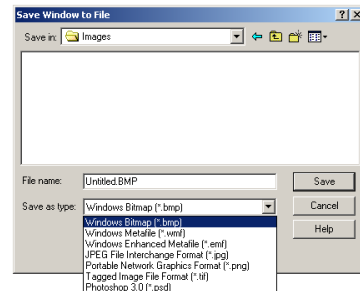 Save Window to File
Save in: Images
File name: Untitled.BMP Save
Save as type: Windows Bitmap (*.bmp) Cancel
Windows Bitmap (*.bmp)
Windows Metafile (*.wmf) Help
Windows Enhanced Metafile (*.emf)
JPEG File Interchange Format (*.jpg)
Portable Network Graphics Format (*.png)
Tagged Image File Format (*.tif)
Photoshop 3.0 (*.psd)